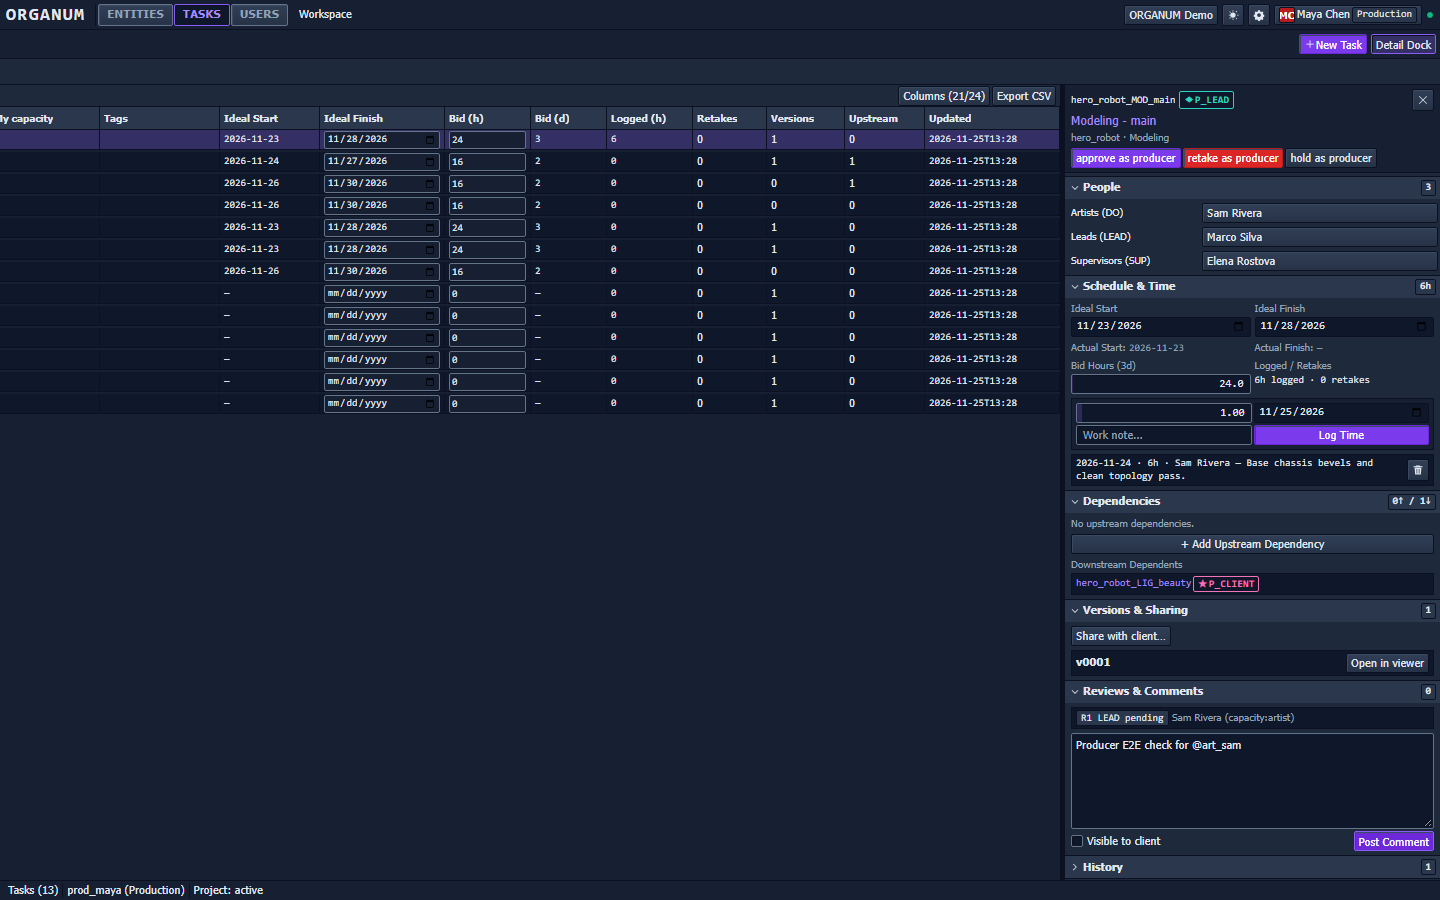 ORGANUM ENTITIES TASKS USERS Workspace ORGANUM Demo MC Maya Chen Production
+ New Task Detail Dock
Columns (21/24) Export CSV
My capacity Tags Ideal Start Ideal Finish Bid (h) Bid (d) Logged (h) Retakes Versions Upstream Updated
2026-11-23 11/28/2026 24 3 6 0 1 0 2026-11-25T13:28
2026-11-24 11/27/2026 16 2 0 0 1 1 2026-11-25T13:28
2026-11-26 11/30/2026 16 2 0 0 0 1 2026-11-25T13:28
2026-11-26 11/30/2026 16 2 0 0 0 0 2026-11-25T13:28
2026-11-23 11/28/2026 24 3 0 0 1 0 2026-11-25T13:28
2026-11-23 11/28/2026 24 3 0 0 1 0 2026-11-25T13:28
2026-11-26 11/30/2026 16 2 0 0 0 0 2026-11-25T13:28
— mm/dd/yyyy 0 — 0 0 1 0 2026-11-25T13:28
— mm/dd/yyyy 0 — 0 0 1 0 2026-11-25T13:28
— mm/dd/yyyy 0 — 0 0 1 0 2026-11-25T13:28
— mm/dd/yyyy 0 — 0 0 1 0 2026-11-25T13:28
— mm/dd/yyyy 0 — 0 0 1 0 2026-11-25T13:28
— mm/dd/yyyy 0 — 0 0 1 0 2026-11-25T13:28
hero_robot_MOD_main ◆P_LEAD
Modeling - main
hero_robot · Modeling
approve as producer retake as producer hold as producer
People 3
Artists (DO) Sam Rivera
Leads (LEAD) Marco Silva
Supervisors (SUP) Elena Rostova
Schedule & Time 6h
Ideal Start Ideal Finish
11/23/2026 11/28/2026
Actual Start: 2026-11-23 Actual Finish: —
Bid Hours (3d) Logged / Retakes
24.0 6h logged · 0 retakes
1.00 11/25/2026
Work note... Log Time
2026-11-24 · 6h · Sam Rivera — Base chassis bevels and
clean topology pass.
Dependencies 0↑ / 1↓
No upstream dependencies.
+ Add Upstream Dependency
Downstream Dependents
hero_robot_LIG_beauty ★P_CLIENT
Versions & Sharing 1
Share with client...
v0001 Open in viewer
Reviews & Comments 0
R1 LEAD pending Sam Rivera (capacity:artist)
Producer E2E check for @art_sam
Visible to client Post Comment
History 1
Tasks (13) prod_maya (Production) Project: active